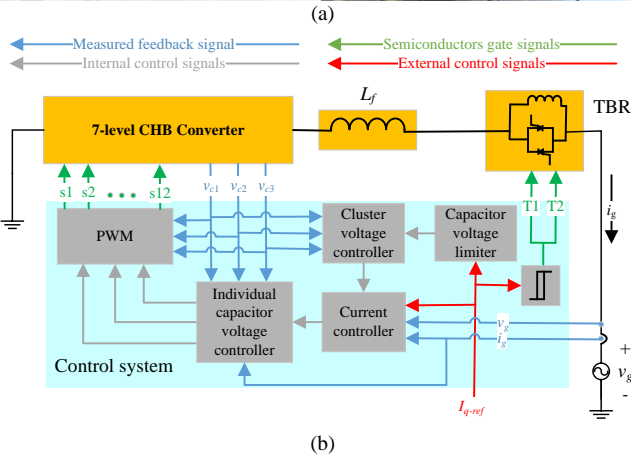 (a)
Measured feedback signal
Semiconductors gate signals
Internal control signals
External control signals
7-level CHB Converter
L_f
TBR
s1 s2 ••• s12
v_c1 v_c2 v_c3
T1 T2
i_g
PWM
Cluster
voltage
controller
Capacitor
voltage
limiter
Individual
capacitor
voltage
controller
Current
controller
v_g
i_g
Control system
+
v_g
-
I_q-ref
(b)